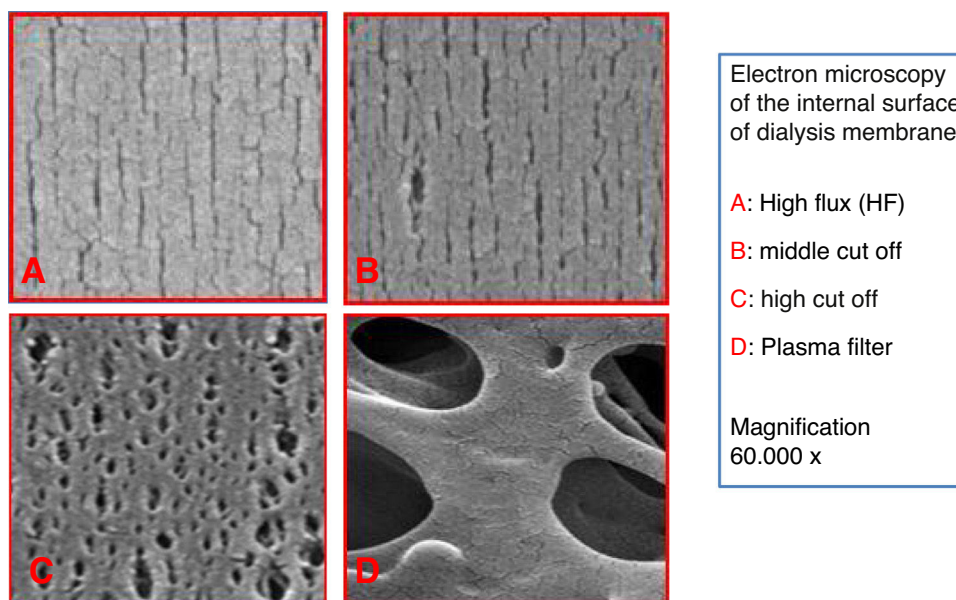 A
B
C
D
Electron microscopy
of the internal surface
of dialysis membrane
A: High flux (HF)
B: middle cut off
C: high cut off
D: Plasma filter
Magnification
60.000 x